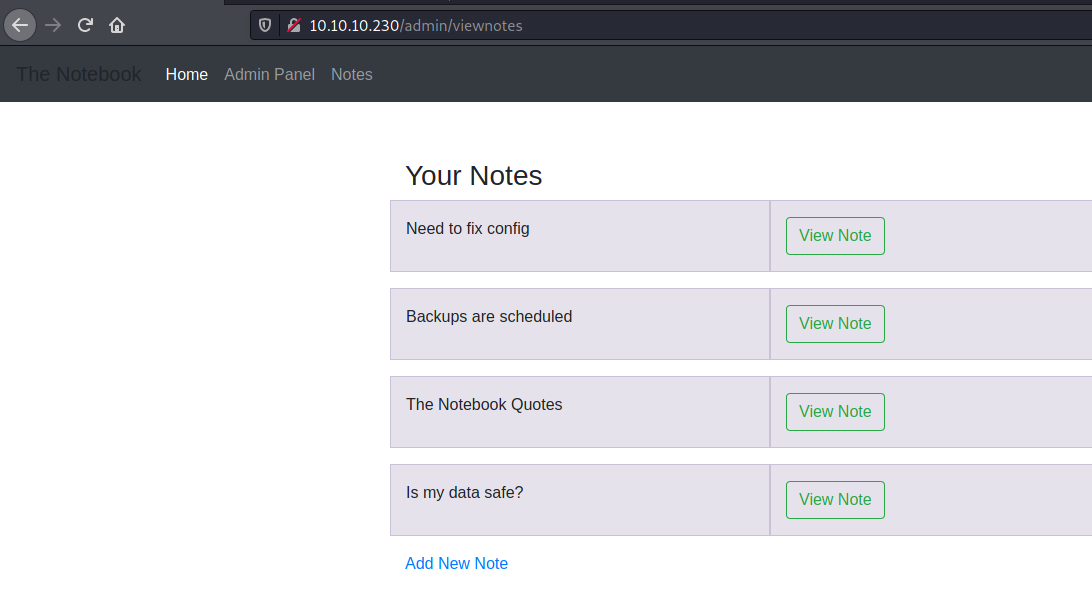 10.10.10.230/admin/viewnotes
The Notebook Home Admin Panel Notes
Your Notes
Need to fix config View Note
Backups are scheduled View Note
The Notebook Quotes View Note
Is my data safe? View Note
Add New Note